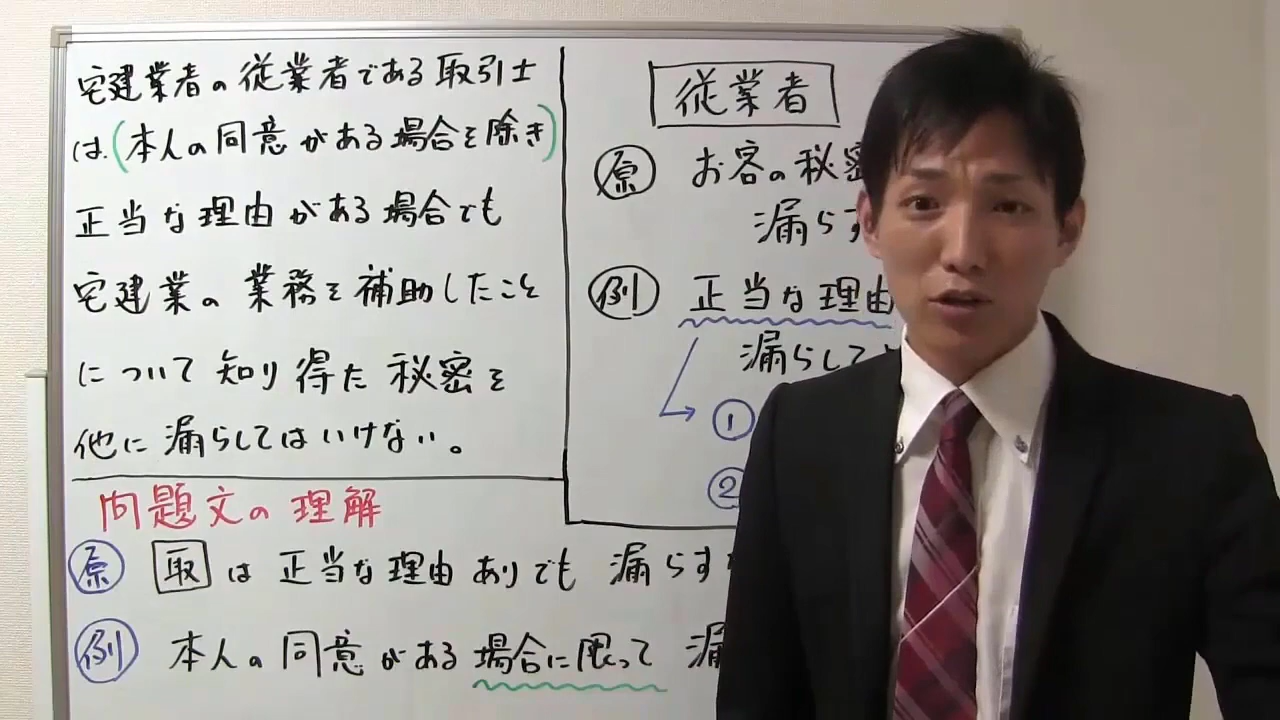 宅建業者の従業者である取引士
は、(本人の同意がある場合を除き)
正当な理由がある場合でも
宅建業の業務を補助したこと
について知り得た秘密を
他に漏らしてはいけない。
従業者
原 お客の秘密
漏らす
例 正当な理由
漏らして
①
②
問題文の理解
原 取は正当な理由ありでも漏らす
例 本人の同意がある場合に限って漏